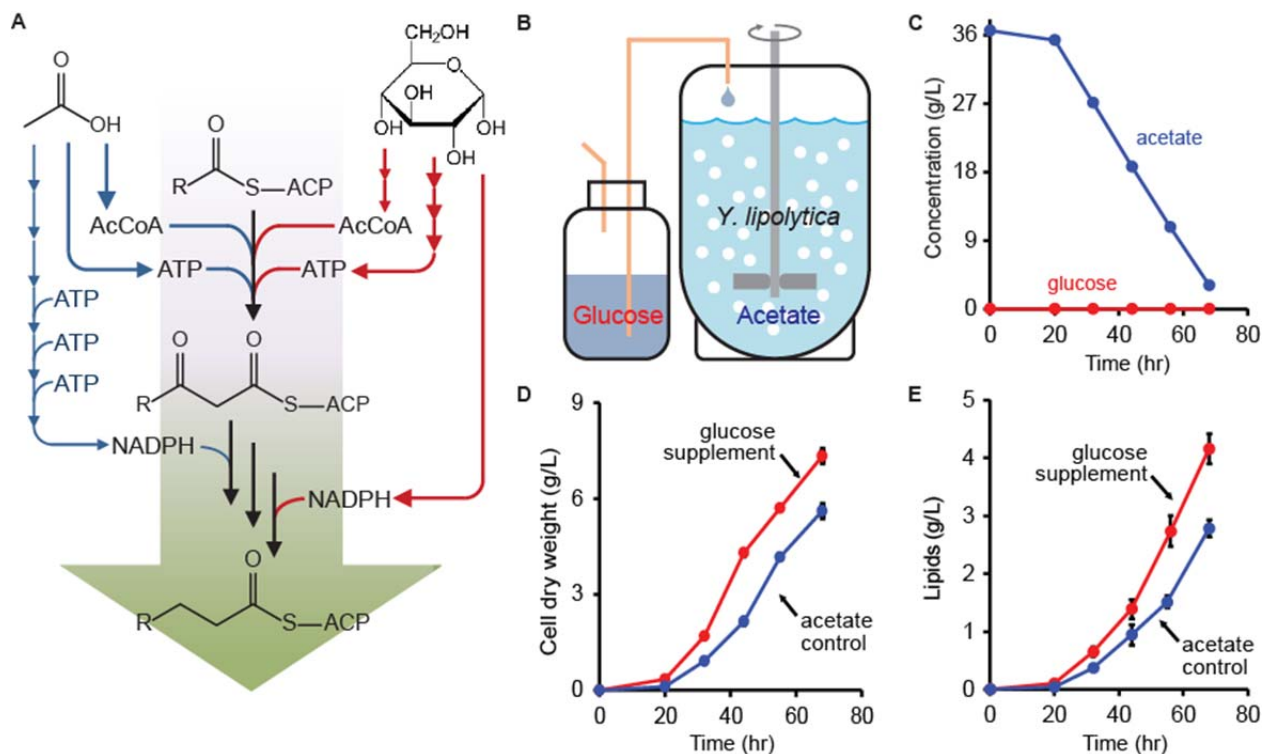 A
O
OH
CH₂OH
O
OH
OH
OH
OH
O
R
S—ACP
AcCoA
AcCoA
ATP
ATP
ATP
ATP
ATP
O
O
R
S—ACP
NADPH
NADPH
O
R
S—ACP
B
Y. lipolytica
Glucose
Acetate
C
Concentration (g/L)
36
27
18
9
0
acetate
glucose
0
20
40
60
80
Time (hr)
D
Cell dry weight (g/L)
9
6
3
0
glucose
supplement
acetate
control
0
20
40
60
80
Time (hr)
E
Lipids (g/L)
5
4
3
2
1
0
glucose
supplement
acetate
control
0
20
40
60
80
Time (hr)